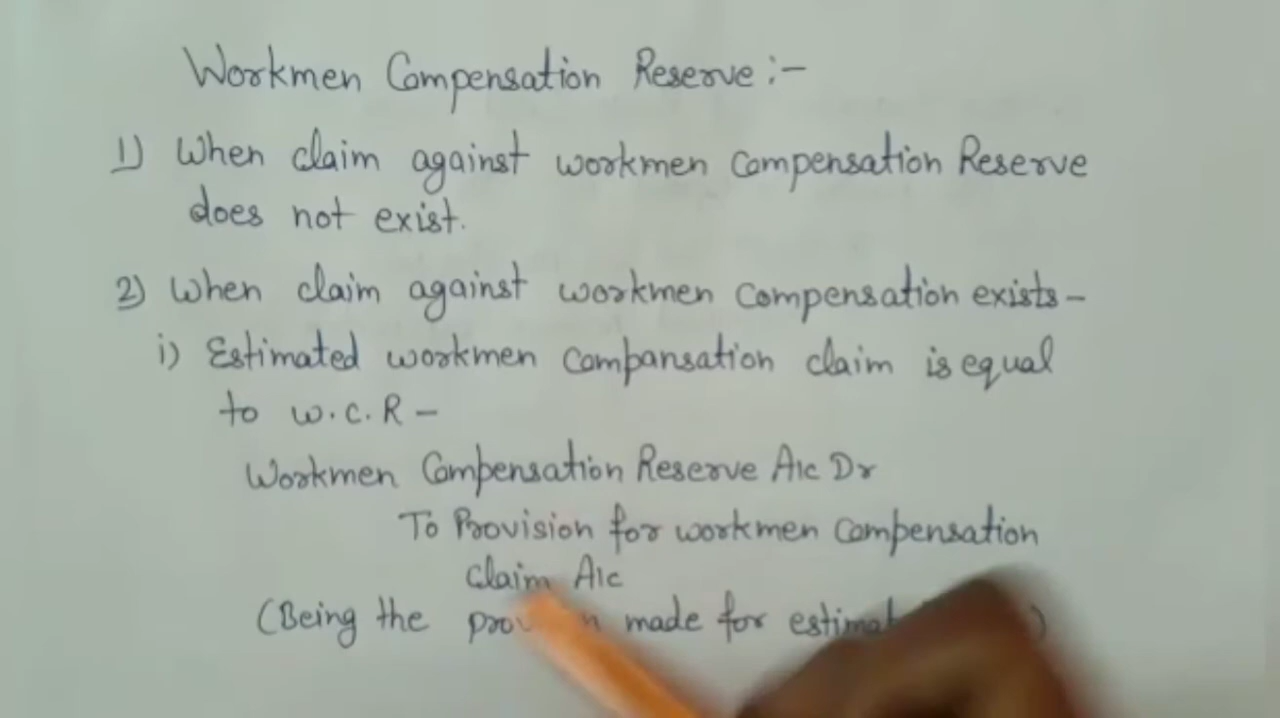 Workmen Compensation Reserve :-
1) When claim against workmen compensation Reserve
does not exist.
2) When claim against workmen compensation exists -
i) Estimated workmen compansation claim is equal
to w.c.R -
Workmen Compensation Reserve A/c Dr
To Provision for workmen compensation
claim A/c
(Being the made for )